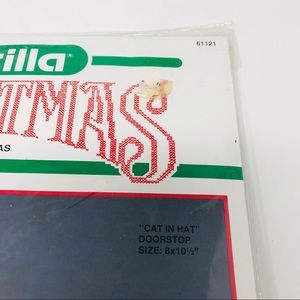 61121
rilla®
TMAS
AS
"CAT IN HAT"
DOORSTOP
SIZE: 8x10½"